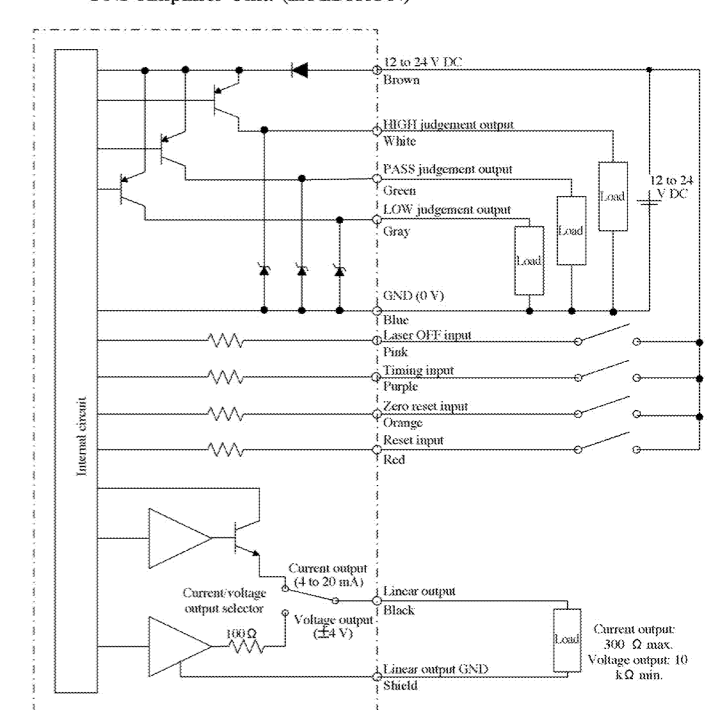 12 to 24 V DC
Brown
HIGH judgement output
White
PASS judgement output
Green
LOW judgement output
Gray
Load
Load
Load
12 to 24
V DC
GND (0 V)
Blue
Laser OFF input
Pink
Timing input
Purple
Zero reset input
Orange
Reset input
Red
Internal circuit
Current output
(4 to 20 mA)
Current/voltage
output selector
Voltage output
(±4 V)
100Ω
Linear output
Black
Load
Current output:
300 Ω max.
Voltage output: 10
kΩ min.
Linear output GND
Shield